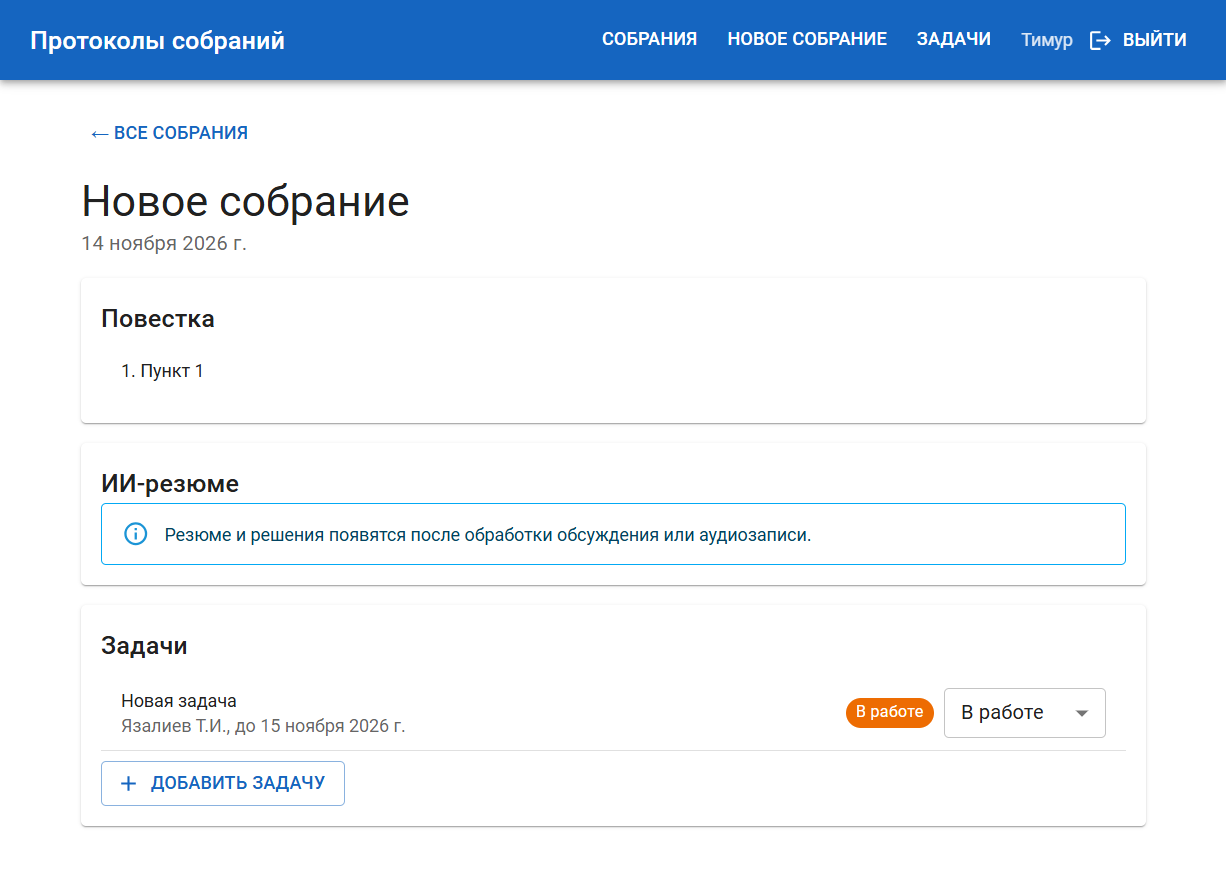 Протоколы собраний
СОБРАНИЯ
НОВОЕ СОБРАНИЕ
ЗАДАЧИ
Тимур
ВЫЙТИ
← ВСЕ СОБРАНИЯ
Новое собрание
14 ноября 2026 г.
Повестка
1. Пункт 1
ИИ-резюме
Резюме и решения появятся после обработки обсуждения или аудиозаписи.
Задачи
Новая задача
Язалиев Т.И., до 15 ноября 2026 г.
В работе
В работе
+ ДОБАВИТЬ ЗАДАЧУ